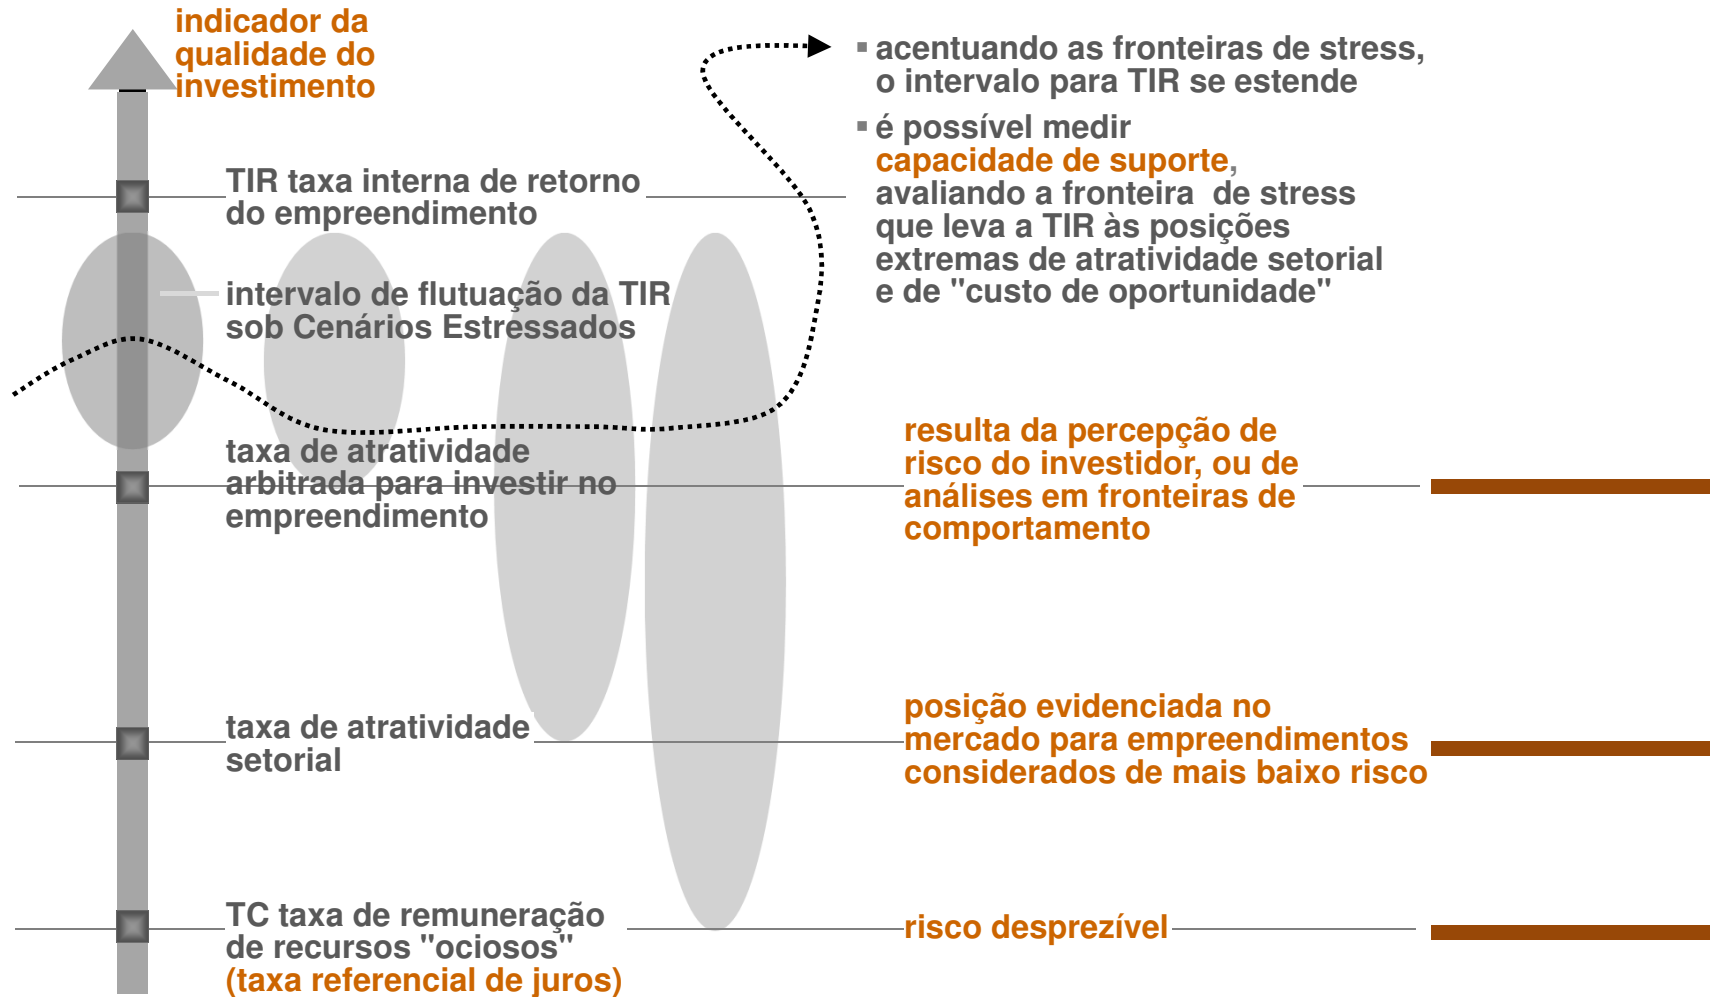 indicador da
qualidade do
investimento
▪ acentuando as fronteiras de stress,
o intervalo para TIR se estende
▪ é possível medir
capacidade de suporte,
avaliando a fronteira de stress
que leva a TIR às posições
extremas de atratividade setorial
e de "custo de oportunidade"
TIR taxa interna de retorno
do empreendimento
intervalo de flutuação da TIR
sob Cenários Estressados
taxa de atratividade
arbitrada para investir no
empreendimento
resulta da percepção de
risco do investidor, ou de
análises em fronteiras de
comportamento
taxa de atratividade
setorial
posição evidenciada no
mercado para empreendimentos
considerados de mais baixo risco
TC taxa de remuneração
de recursos "ociosos"
(taxa referencial de juros)
risco desprezível